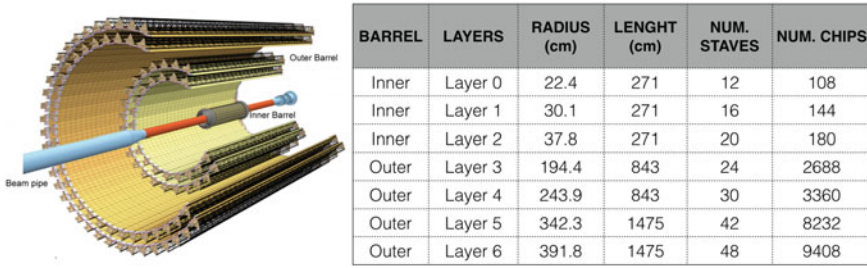 Outer Barrel
Inner Barrel
Beam pipe
BARREL LAYERS RADIUS (cm) LENGHT (cm) NUM. STAVES NUM. CHIPS
Inner Layer 0 22.4 271 12 108
Inner Layer 1 30.1 271 16 144
Inner Layer 2 37.8 271 20 180
Outer Layer 3 194.4 843 24 2688
Outer Layer 4 243.9 843 30 3360
Outer Layer 5 342.3 1475 42 8232
Outer Layer 6 391.8 1475 48 9408